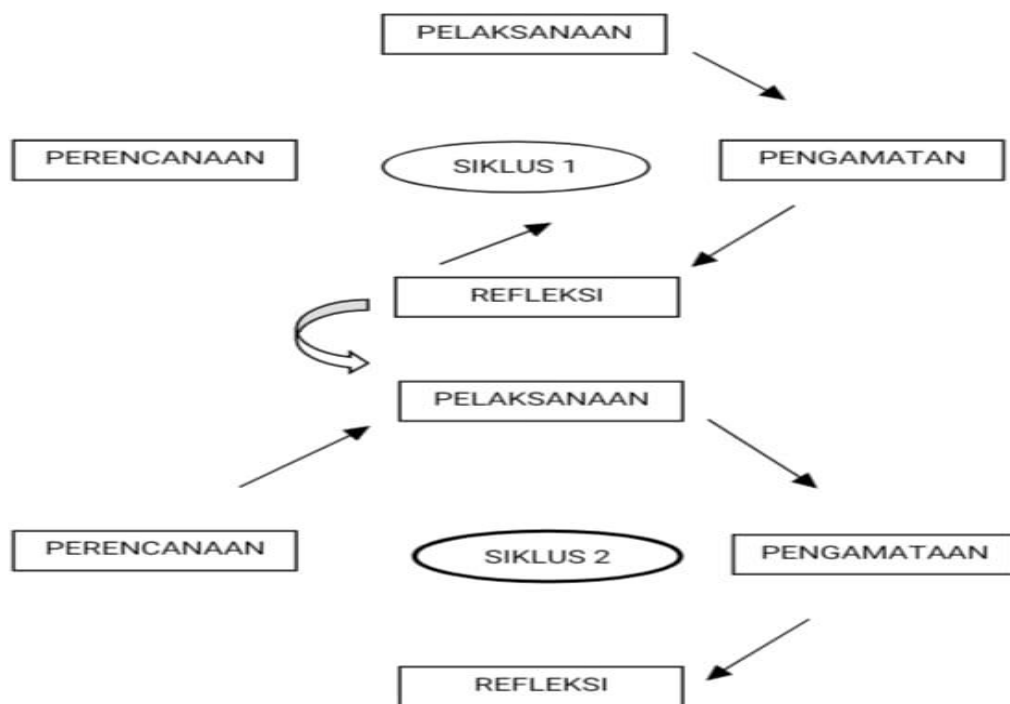 PELAKSANAAN
PERENCANAAN
SIKLUS 1
PENGAMATAN
REFLEKSI
PELAKSANAAN
PERENCANAAN
SIKLUS 2
PENGAMATAAN
REFLEKSI